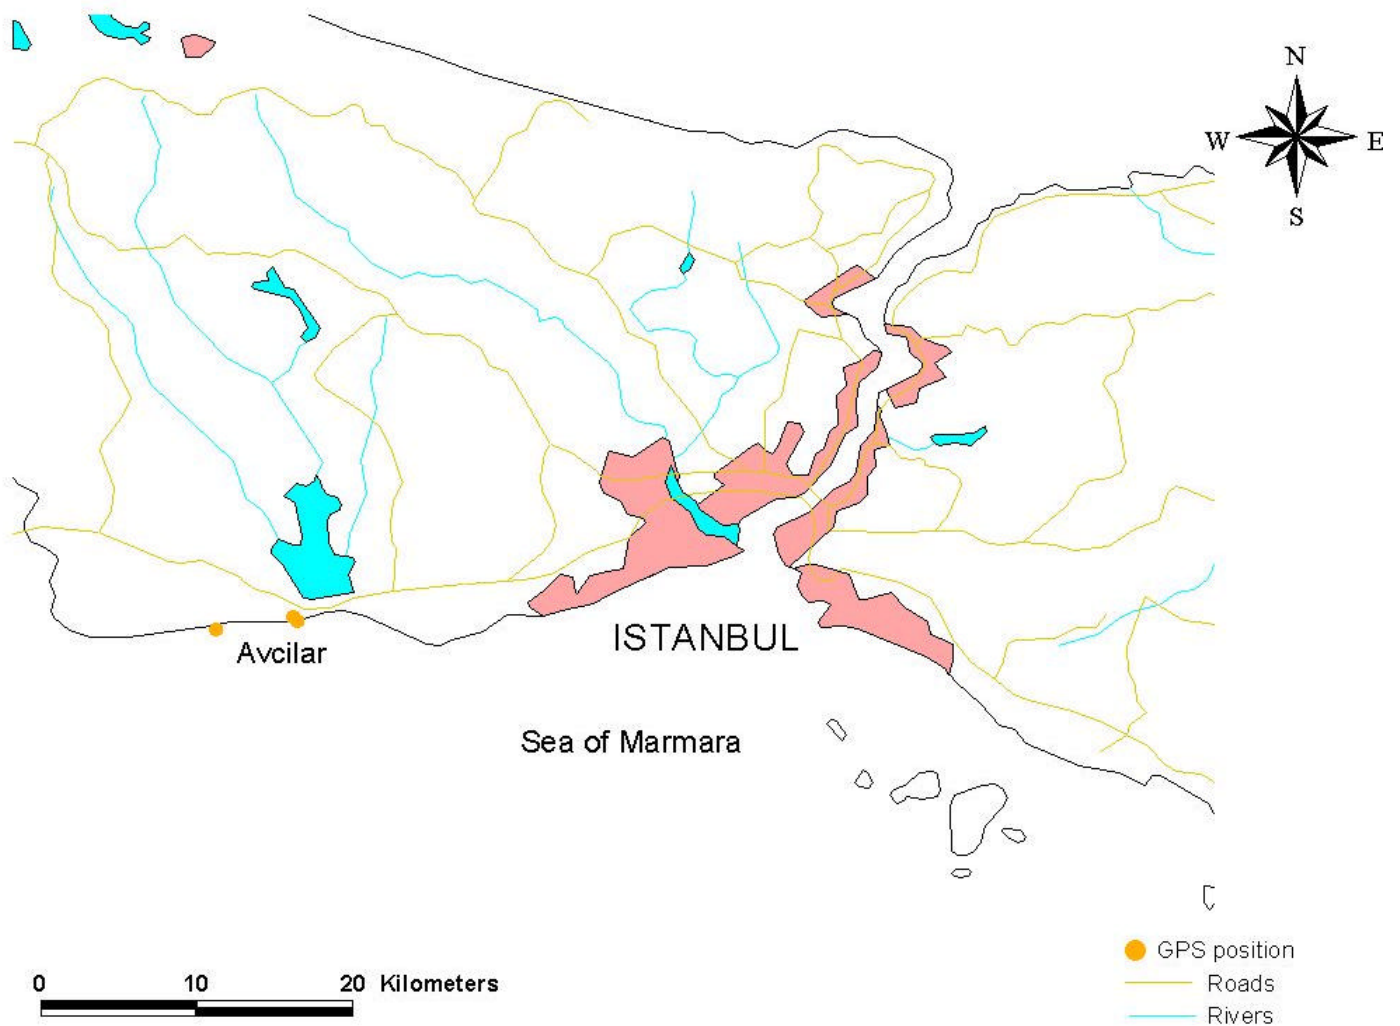 N
W E
S
Avcilar
ISTANBUL
Sea of Marmara
GPS position
0 10 20 Kilometers
Roads
Rivers